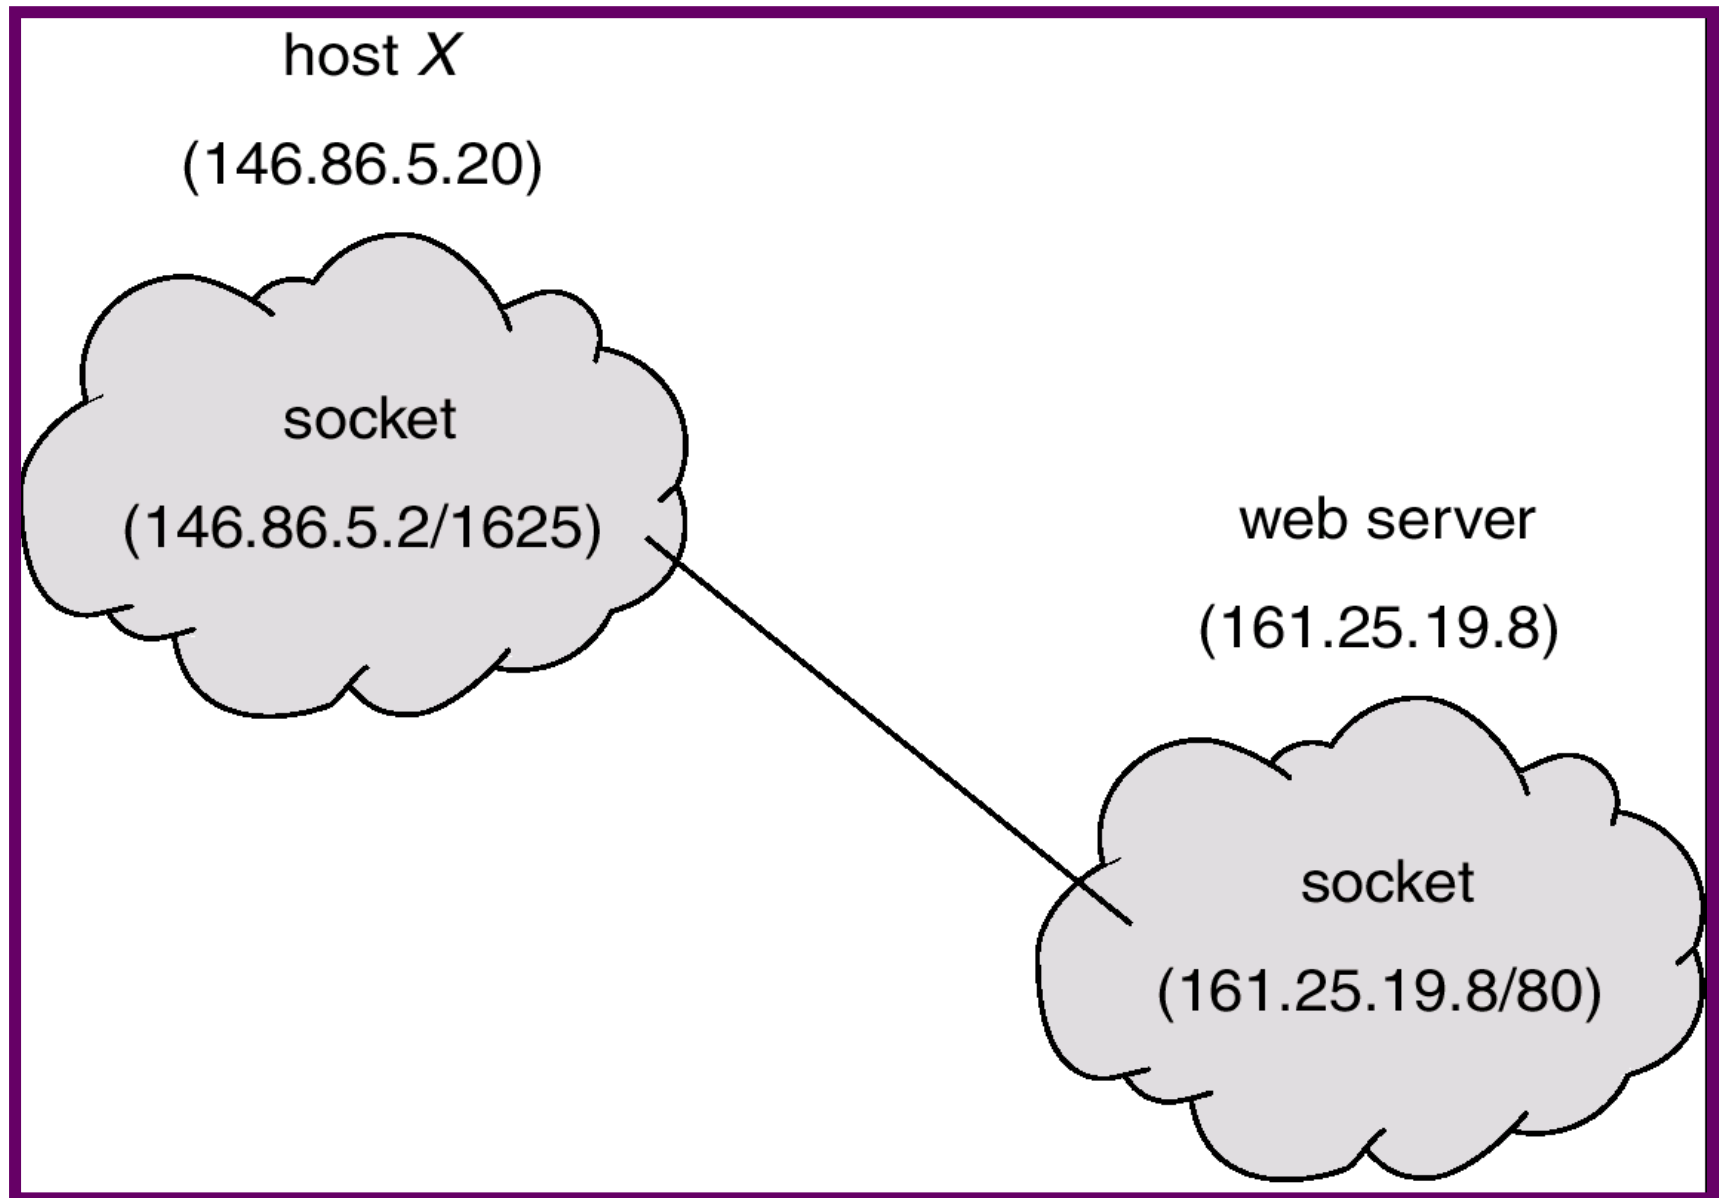 host X
(146.86.5.20)
socket
(146.86.5.2/1625)
web server
(161.25.19.8)
socket
(161.25.19.8/80)